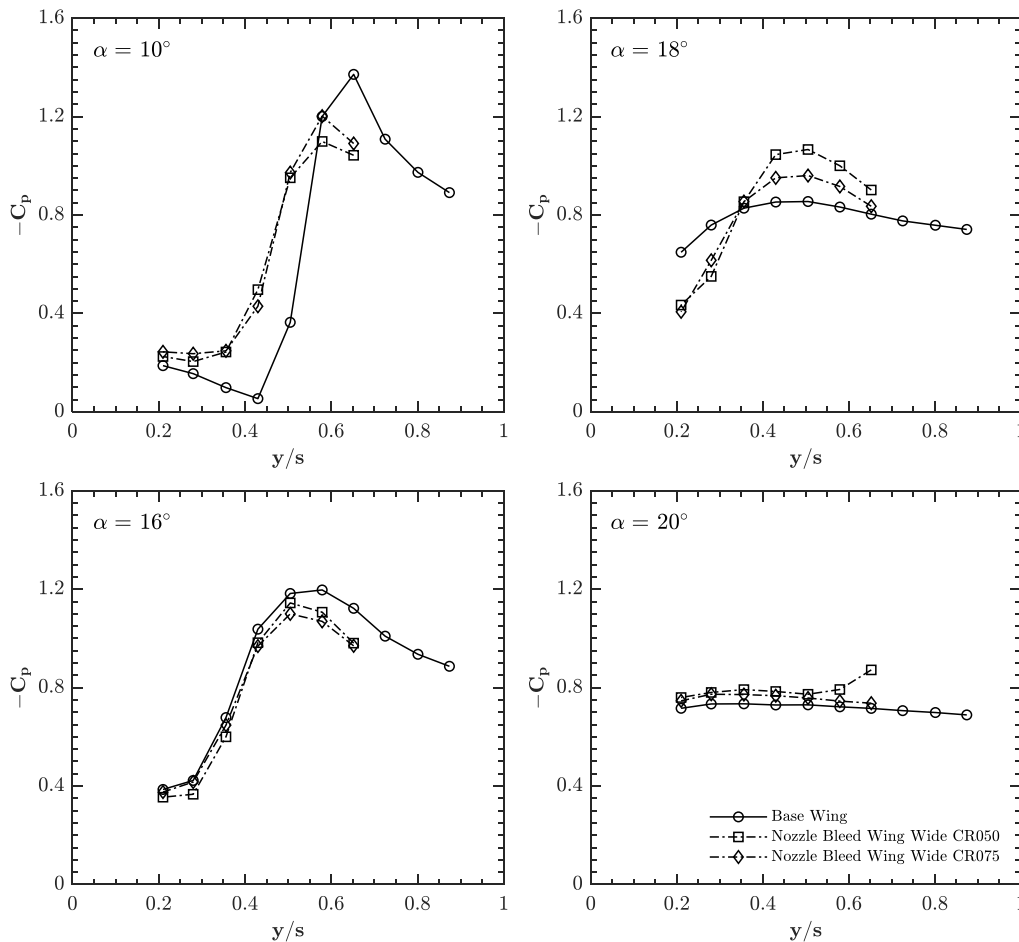 1.6
1.2
0.8
0.4
0
−Cp
α = 10°
0 0.2 0.4 0.6 0.8 1
y/s
1.6
1.2
0.8
0.4
0
−Cp
α = 18°
0 0.2 0.4 0.6 0.8 1
y/s
1.6
1.2
0.8
0.4
0
−Cp
α = 16°
0 0.2 0.4 0.6 0.8 1
y/s
1.6
1.2
0.8
0.4
0
−Cp
α = 20°
Base Wing
Nozzle Bleed Wing Wide CR050
Nozzle Bleed Wing Wide CR075
0 0.2 0.4 0.6 0.8 1
y/s